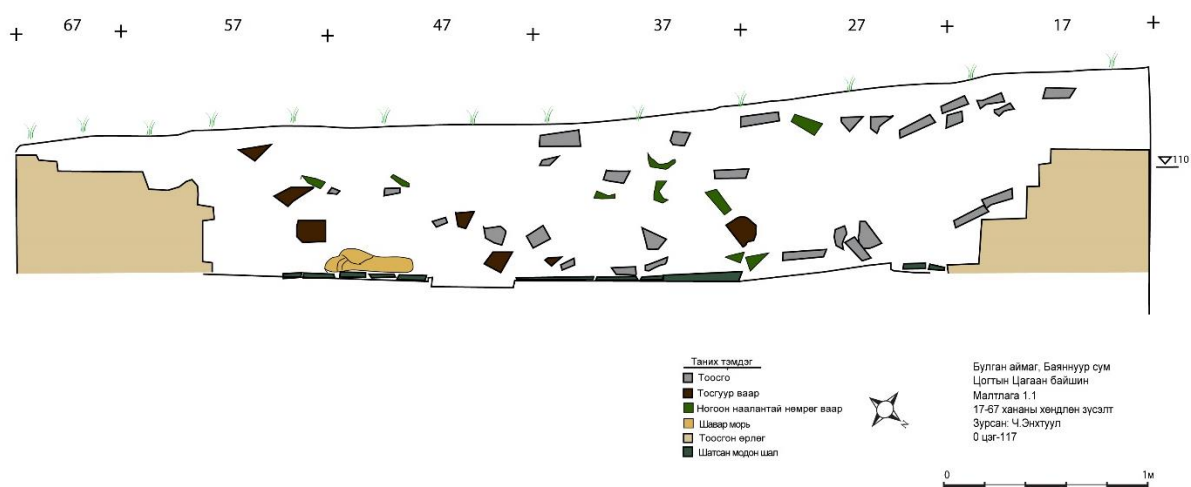 67 57 47 37 27 17
110
Таних тэмдэг
Тоосго
Тосгуур ваар
Ногоон наалантай нөмрөг ваар
Шавар морь
Тоосгон өрлөг
Шатсан модон шал
N
Булган аймаг, Баяннуур сум
Цогтын Цагаан байшин
Малтлага 1.1
17-67 хананы хөндлөн зүсэлт
Зурсан: Ч.Энхтуул
0 цэг-117
0 1м